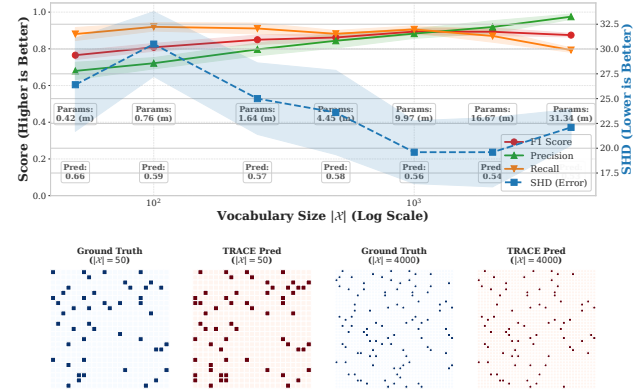 Score (Higher is Better)
1.0
0.8
0.6
0.4
0.2
0.0
Params:
0.42 (m)
Params:
0.76 (m)
Params:
1.64 (m)
Params:
4.45 (m)
Params:
9.97 (m)
Params:
16.67 (m)
Params:
31.34 (m)
Pred:
0.66
Pred:
0.59
Pred:
0.57
Pred:
0.58
Pred:
0.56
Pred:
0.54
F1 Score
Precision
Recall
SHD (Error)
32.5
30.0
27.5
25.0
22.5
20.0
17.5
SHD (Lower is Better)
10²
10³
Vocabulary Size |𝒳| (Log Scale)
Ground Truth
(|𝒳| = 50)
TRACE Pred
(|𝒳| = 50)
Ground Truth
(|𝒳| = 4000)
TRACE Pred
(|𝒳| = 4000)